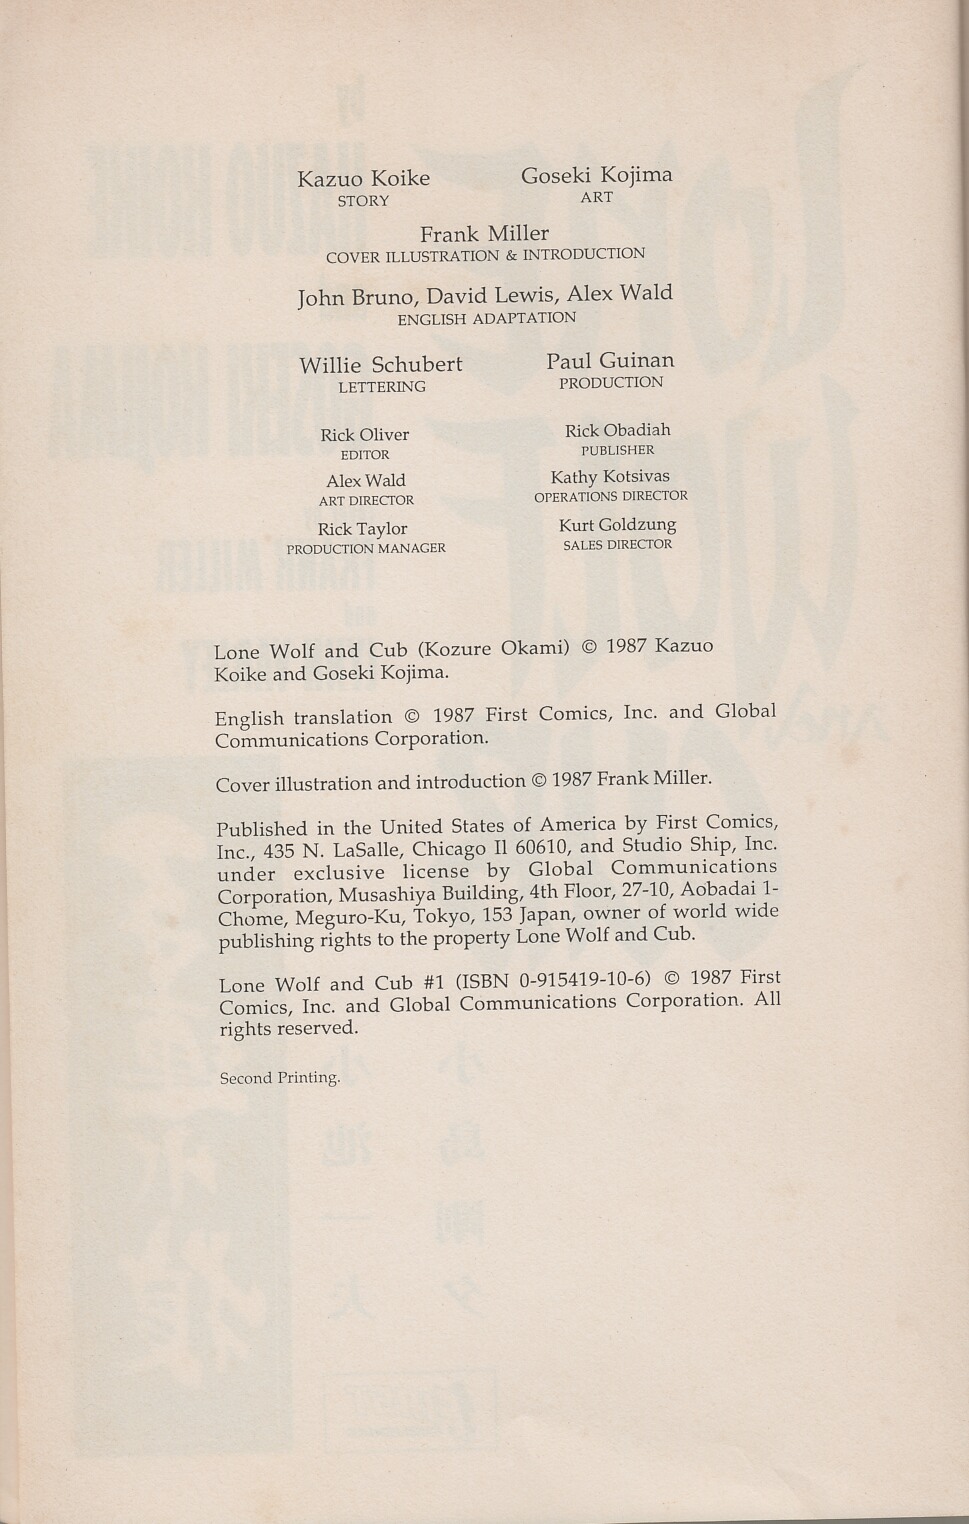 Kazuo Koike
STORY
Goseki Kojima
ART
Frank Miller
COVER ILLUSTRATION & INTRODUCTION
John Bruno, David Lewis, Alex Wald
ENGLISH ADAPTATION
Willie Schubert
LETTERING
Paul Guinan
PRODUCTION
Rick Oliver
EDITOR
Rick Obadiah
PUBLISHER
Alex Wald
ART DIRECTOR
Kathy Kotsivas
OPERATIONS DIRECTOR
Rick Taylor
PRODUCTION MANAGER
Kurt Goldzung
SALES DIRECTOR
Lone Wolf and Cub (Kozure Okami) © 1987 Kazuo
Koike and Goseki Kojima.
English translation © 1987 First Comics, Inc. and Global
Communications Corporation.
Cover illustration and introduction © 1987 Frank Miller.
Published in the United States of America by First Comics,
Inc., 435 N. LaSalle, Chicago Il 60610, and Studio Ship, Inc.
under exclusive license by Global Communications
Corporation, Musashiya Building, 4th Floor, 27-10, Aobadai 1-
Chome, Meguro-Ku, Tokyo, 153 Japan, owner of world wide
publishing rights to the property Lone Wolf and Cub.
Lone Wolf and Cub #1 (ISBN 0-915419-10-6) © 1987 First
Comics, Inc. and Global Communications Corporation. All
rights reserved.
Second Printing.